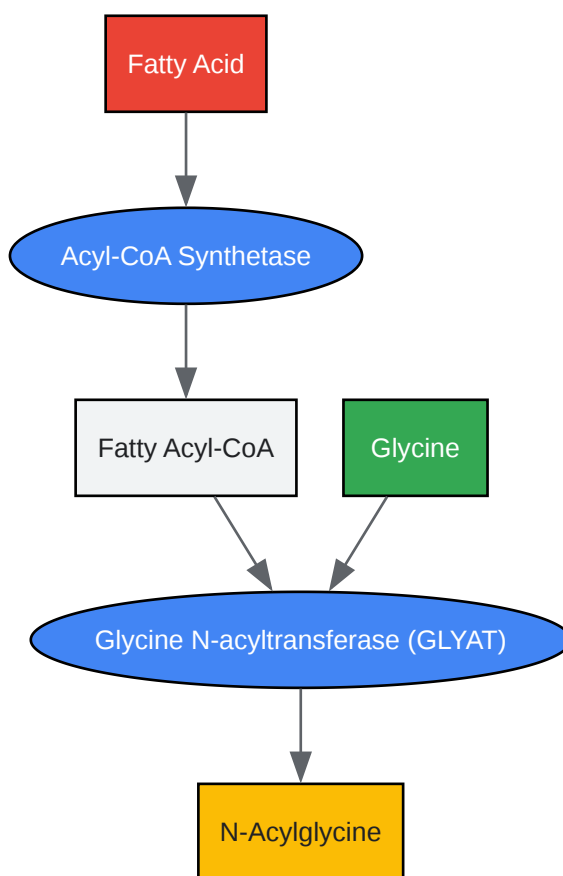 Fatty Acid
Acyl-CoA Synthetase
Fatty Acyl-CoA
Glycine
Glycine N-acyltransferase (GLYAT)
N-Acylglycine